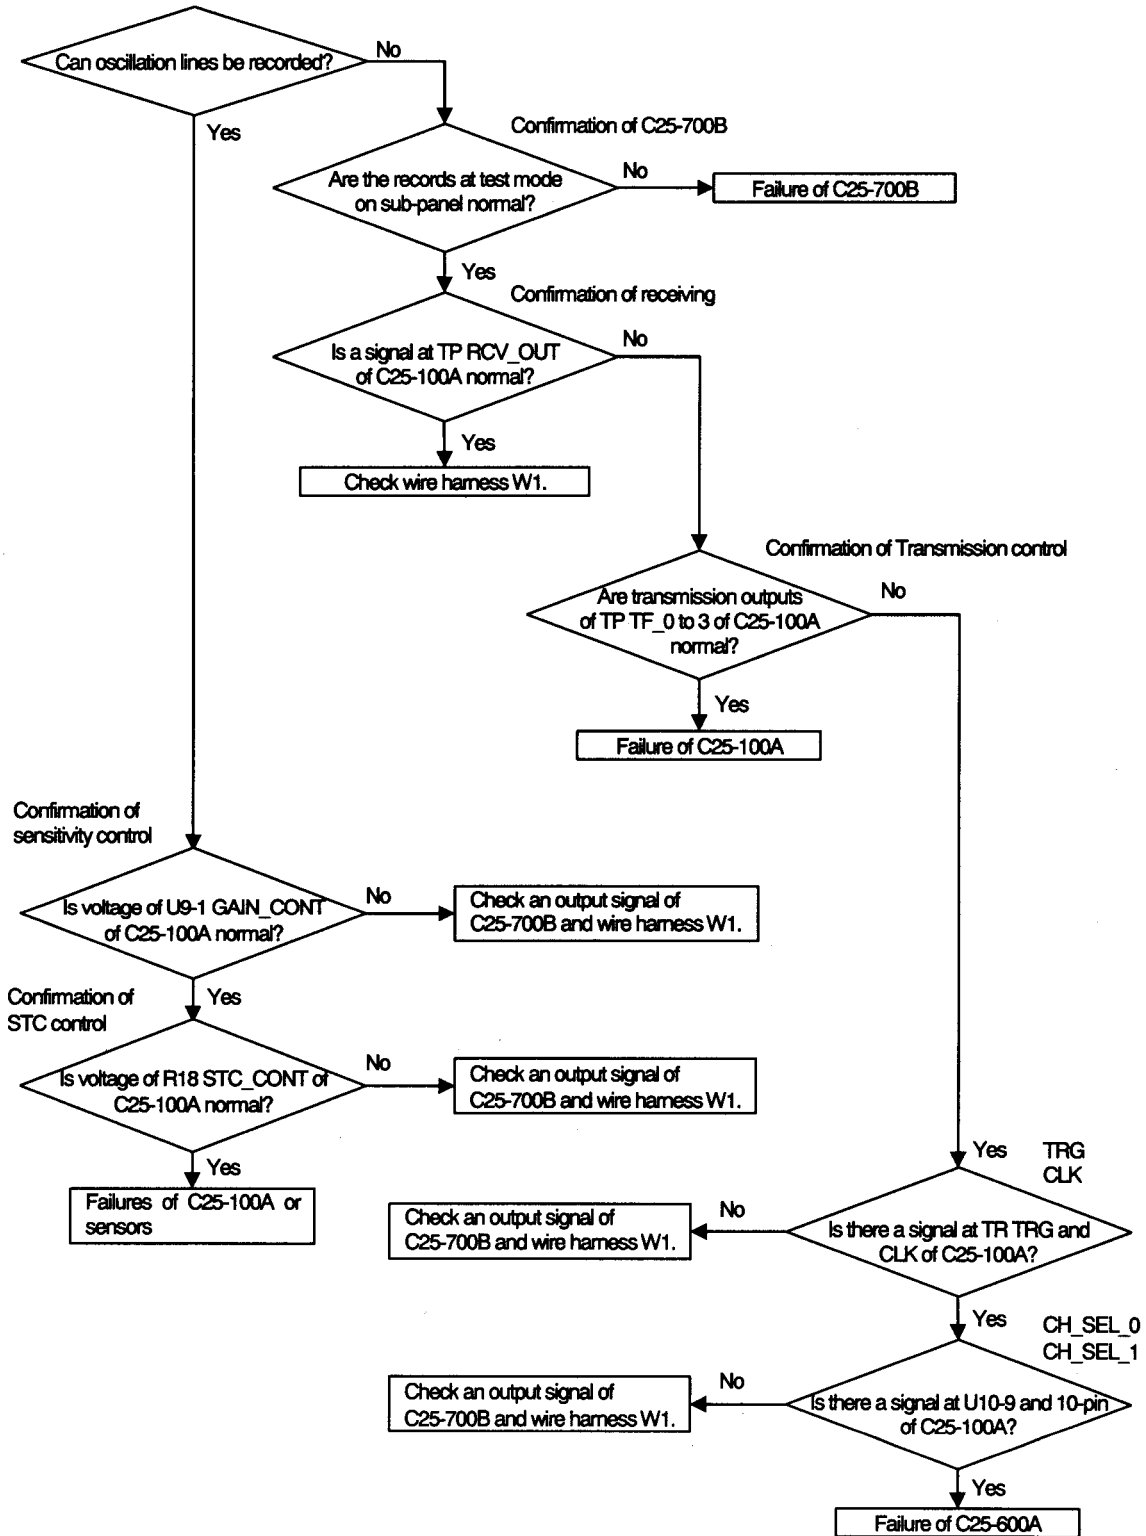 Can oscillation lines be recorded?
No
Yes
Confirmation of C25-700B
Are the records at test mode
on sub-panel normal?
No
Failure of C25-700B
Yes
Confirmation of receiving
Is a signal at TP RCV_OUT
of C25-100A normal?
No
Yes
Check wire harness W1.
Confirmation of Transmission control
Are transmission outputs
of TP TF_0 to 3 of C25-100A
normal?
No
Yes
Failure of C25-100A
Confirmation of
sensitivity control
Is voltage of U9-1 GAIN_CONT
of C25-100A normal?
No
Check an output signal of
C25-700B and wire harness W1.
Yes
Confirmation of
STC control
Is voltage of R18 STC_CONT of
C25-100A normal?
No
Check an output signal of
C25-700B and wire harness W1.
Yes
Failures of C25-100A or
sensors
Yes
TRG
CLK
Is there a signal at TR TRG and
CLK of C25-100A?
No
Check an output signal of
C25-700B and wire harness W1.
Yes
CH_SEL_0
CH_SEL_1
Is there a signal at U10-9 and 10-pin
of C25-100A?
No
Check an output signal of
C25-700B and wire harness W1.
Yes
Failure of C25-600A